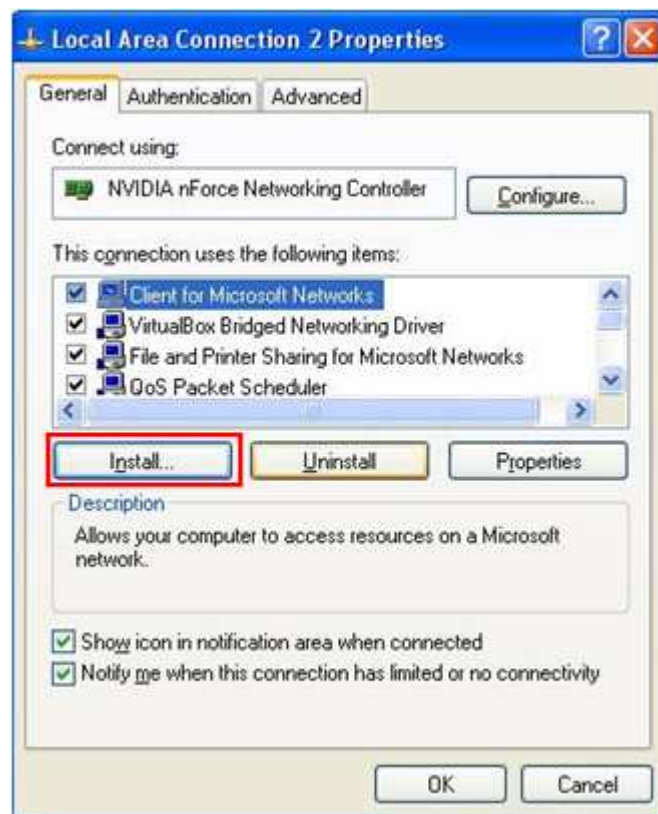 Local Area Connection 2 Properties
General Authentication Advanced
Connect using:
NVIDIA nForce Networking Controller
Configure...
This connection uses the following items:
Client for Microsoft Networks
VirtualBox Bridged Networking Driver
File and Printer Sharing for Microsoft Networks
QoS Packet Scheduler
Install... Uninstall Properties
Description
Allows your computer to access resources on a Microsoft
network.
Show icon in notification area when connected
Notify me when this connection has limited or no connectivity
OK Cancel